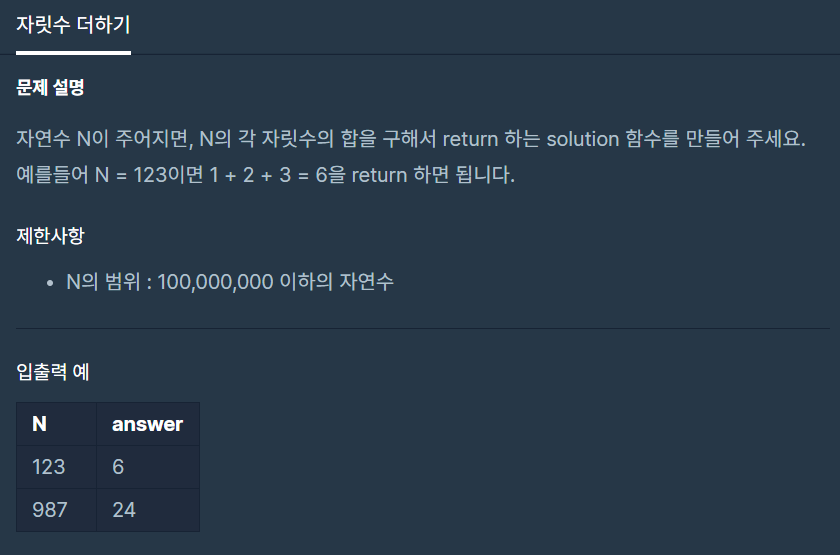 자릿수 더하기
문제 설명
자연수 N이 주어지면, N의 각 자릿수의 합을 구해서 return 하는 solution 함수를 만들어 주세요.
예를들어 N = 123이면 1 + 2 + 3 = 6을 return 하면 됩니다.
제한사항
• N의 범위 : 100,000,000 이하의 자연수
입출력 예
N answer
123 6
987 24